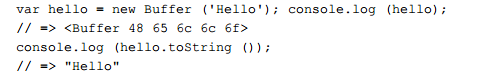 var hello = new Buffer ('Hello'); console.log (hello);
// => <Buffer 48 65 6c 6c 6f>
console.log (hello.toString ());
// => "Hello"